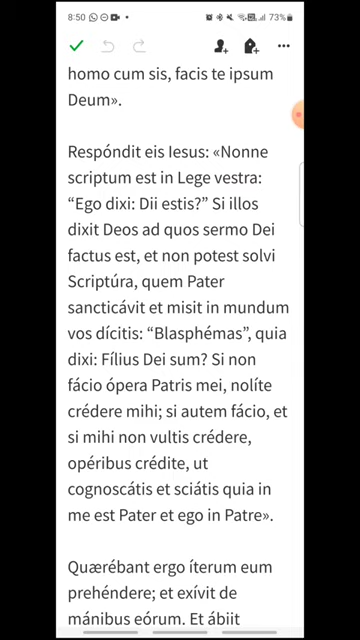 8:50
73%
homo cum sis, facis te ipsum
Deum».
Respóndit eis Iesus: «Nonne
scriptum est in Lege vestra:
“Ego dixi: Dii estis?” Si illos
dixit Deos ad quos sermo Dei
factus est, et non potest solvi
Scriptúra, quem Pater
sancticávit et misit in mundum
vos dícitis: “Blasphémas”, quia
dixi: Fílius Dei sum? Si non
fácio ópera Patris mei, nolíte
crédere mihi; si autem fácio, et
si mihi non vultis crédere,
opéribus crédite, ut
cognoscátis et sciátis quia in
me est Pater et ego in Patre».
Quærébant ergo íterum eum
prehéndere; et exívit de
mánibus eórum. Et ábiit